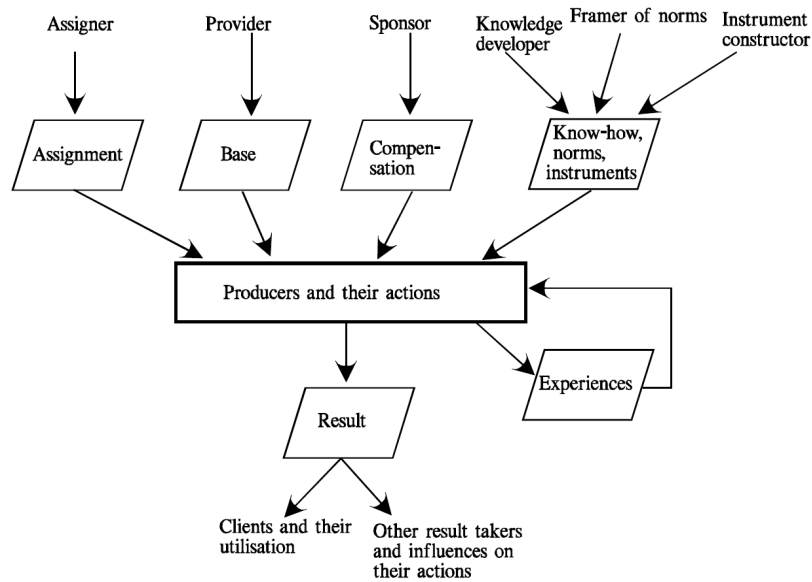 Assigner
Provider
Sponsor
Knowledge
developer
Framer of norms
Instrument
constructor
Assignment
Base
Compen-
sation
Know-how,
norms,
instruments
Producers and their actions
Result
Experiences
Clients and their
utilisation
Other result takers
and influences on
their actions